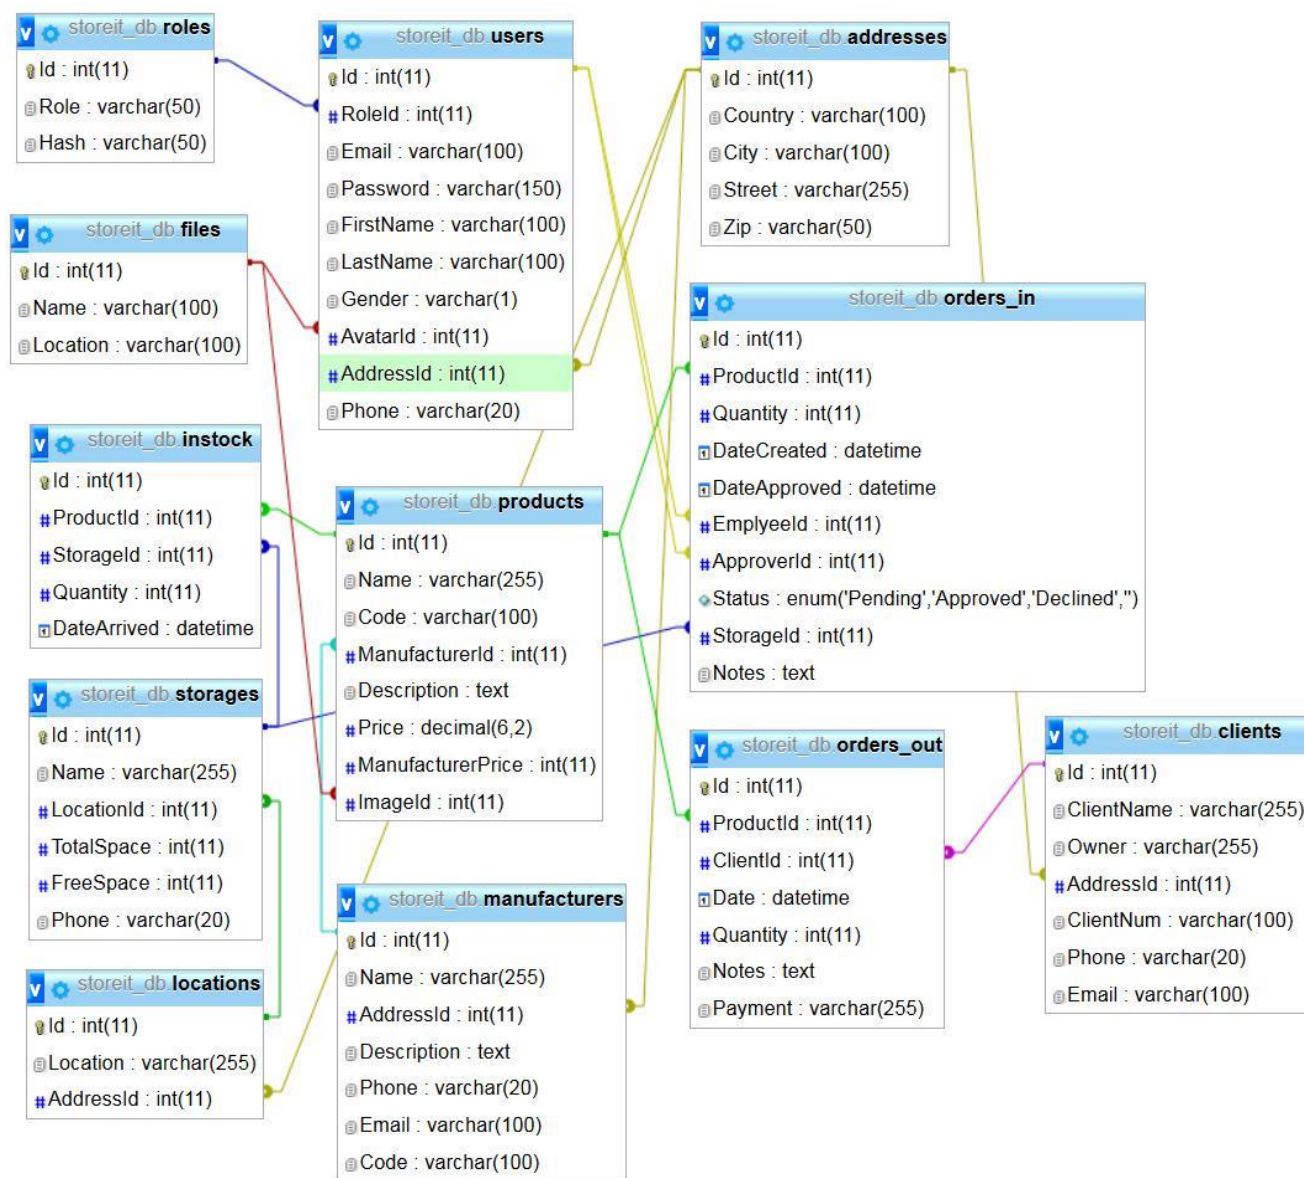 storeit_db.roles
Id : int(11)
Role : varchar(50)
Hash : varchar(50)
storeit_db.users
Id : int(11)
RoleId : int(11)
Email : varchar(100)
Password : varchar(150)
FirstName : varchar(100)
LastName : varchar(100)
Gender : varchar(1)
AvatarId : int(11)
AddressId : int(11)
Phone : varchar(20)
storeit_db.addresses
Id : int(11)
Country : varchar(100)
City : varchar(100)
Street : varchar(255)
Zip : varchar(50)
storeit_db.files
Id : int(11)
Name : varchar(100)
Location : varchar(100)
storeit_db.orders_in
Id : int(11)
ProductId : int(11)
Quantity : int(11)
DateCreated : datetime
DateApproved : datetime
EmplyeeId : int(11)
ApproverId : int(11)
Status : enum('Pending','Approved','Declined','')
StorageId : int(11)
Notes : text
storeit_db.instock
Id : int(11)
ProductId : int(11)
StorageId : int(11)
Quantity : int(11)
DateArrived : datetime
storeit_db.products
Id : int(11)
Name : varchar(255)
Code : varchar(100)
ManufacturerId : int(11)
Description : text
Price : decimal(6,2)
ManufacturerPrice : int(11)
ImageId : int(11)
storeit_db.storages
Id : int(11)
Name : varchar(255)
LocationId : int(11)
TotalSpace : int(11)
FreeSpace : int(11)
Phone : varchar(20)
storeit_db.orders_out
Id : int(11)
ProductId : int(11)
ClientId : int(11)
Date : datetime
Quantity : int(11)
Notes : text
Payment : varchar(255)
storeit_db.clients
Id : int(11)
ClientName : varchar(255)
Owner : varchar(255)
AddressId : int(11)
ClientNum : varchar(100)
Phone : varchar(20)
Email : varchar(100)
storeit_db.manufacturers
Id : int(11)
Name : varchar(255)
AddressId : int(11)
Description : text
Phone : varchar(20)
Email : varchar(100)
Code : varchar(100)
storeit_db.locations
Id : int(11)
Location : varchar(255)
AddressId : int(11)